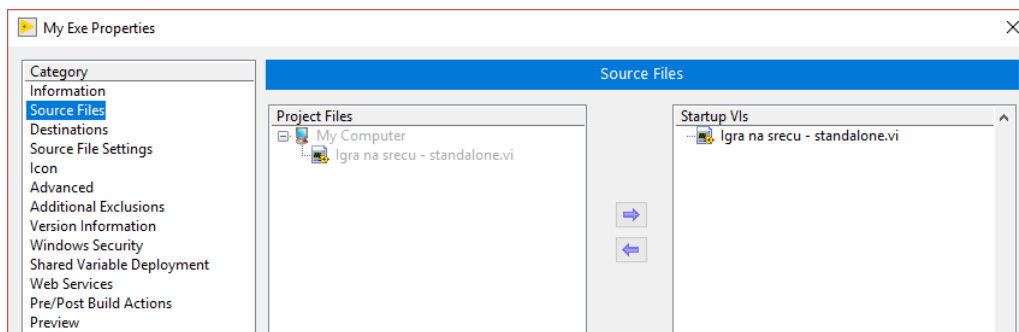 My Exe Properties
Category
Information
Source Files
Destinations
Source File Settings
Icon
Advanced
Additional Exclusions
Version Information
Windows Security
Shared Variable Deployment
Web Services
Pre/Post Build Actions
Preview
Source Files
Project Files
My Computer
Igra na srecu - standalone.vi
Startup VIs
Igra na srecu - standalone.vi